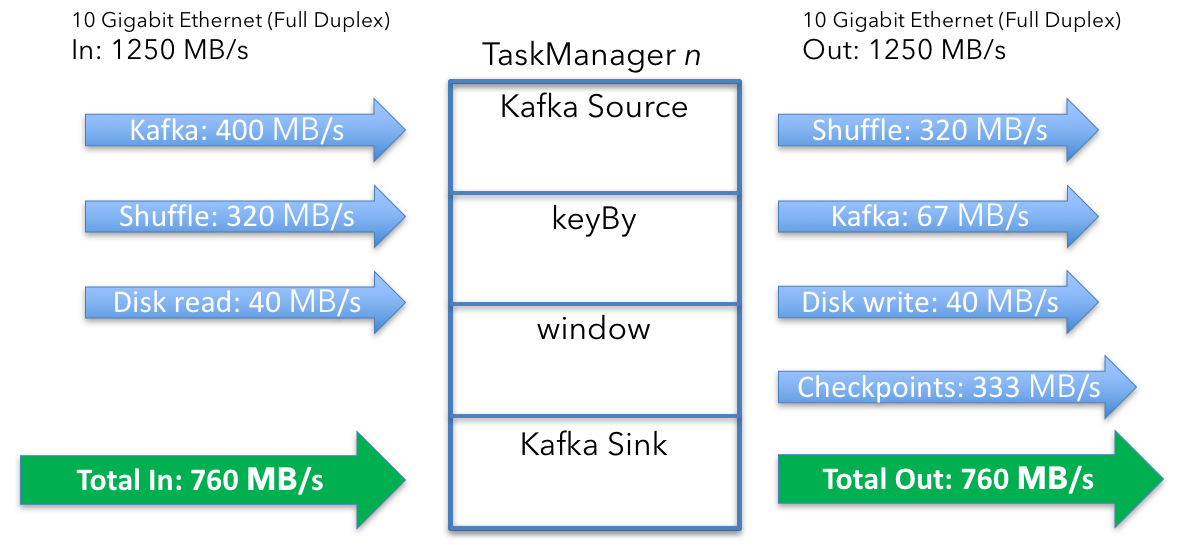 10 Gigabit Ethernet (Full Duplex)
In: 1250 MB/s
Kafka: 400 MB/s
Shuffle: 320 MB/s
Disk read: 40 MB/s
Total In: 760 MB/s
TaskManager n
Kafka Source
keyBy
window
Kafka Sink
10 Gigabit Ethernet (Full Duplex)
Out: 1250 MB/s
Shuffle: 320 MB/s
Kafka: 67 MB/s
Disk write: 40 MB/s
Checkpoints: 333 MB/s
Total Out: 760 MB/s